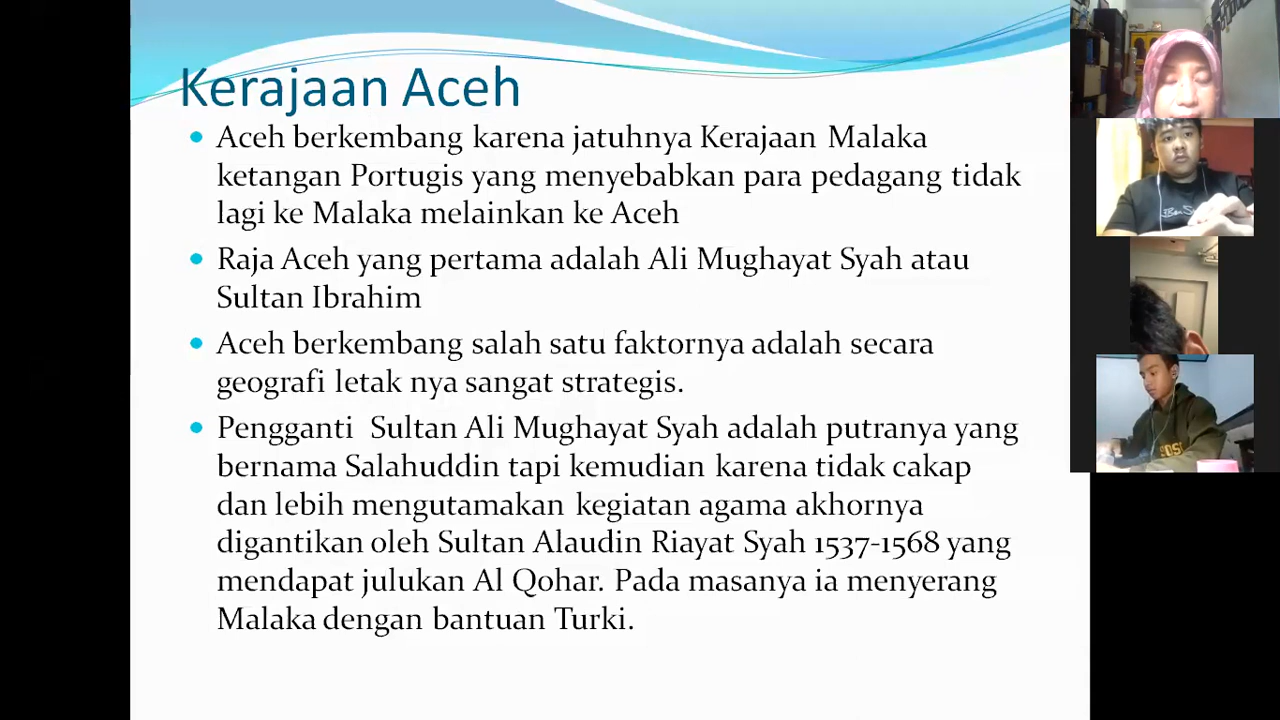 Kerajaan Aceh
• Aceh berkembang karena jatuhnya Kerajaan Malaka
ketangan Portugis yang menyebabkan para pedagang tidak
lagi ke Malaka melainkan ke Aceh
• Raja Aceh yang pertama adalah Ali Mughayat Syah atau
Sultan Ibrahim
• Aceh berkembang salah satu faktornya adalah secara
geografi letak nya sangat strategis.
• Pengganti Sultan Ali Mughayat Syah adalah putranya yang
bernama Salahuddin tapi kemudian karena tidak cakap
dan lebih mengutamakan kegiatan agama akhornya
digantikan oleh Sultan Alaudin Riayat Syah 1537-1568 yang
mendapat julukan Al Qohar. Pada masanya ia menyerang
Malaka dengan bantuan Turki.